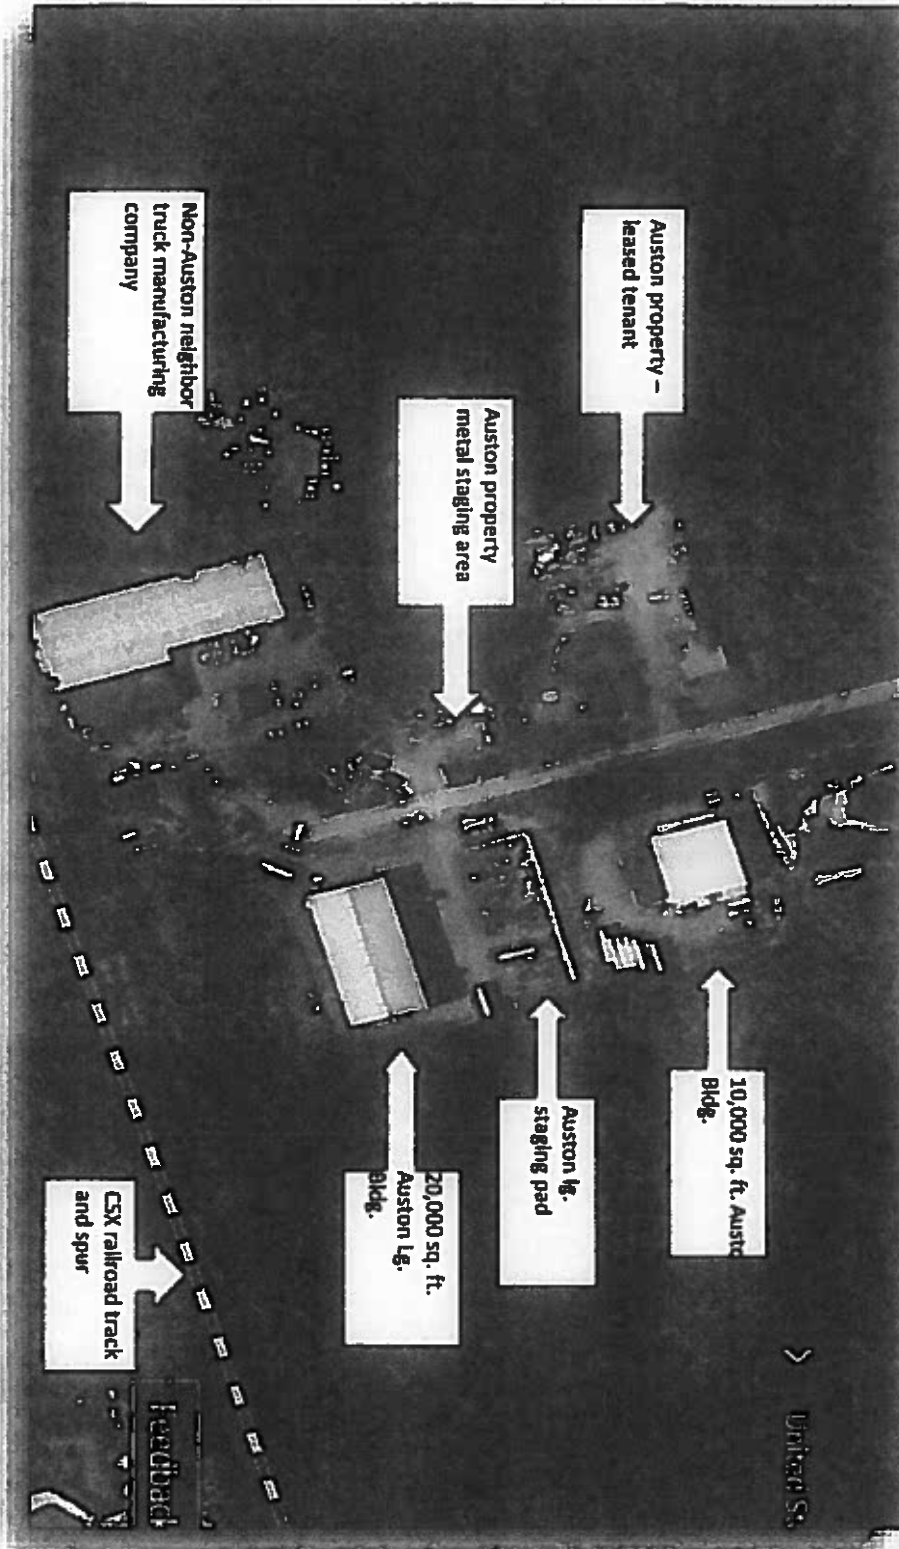 United S
Auston property –
leased tenant
10,000 sq. ft. Austo
Bldg.
Auston property
metal staging area
Auston lg.
staging pad
20,000 sq. ft.
Auston Lg.
Bldg.
Non-Auston neighbor
truck manufacturing
company
CSX railroad track
and spur
Feedback